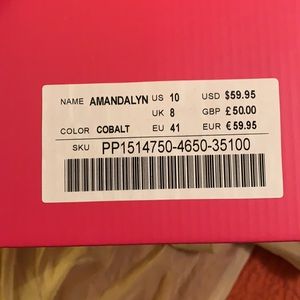 NAME AMANDALYN US 10 USD $59.95
UK 8 GBP £50.00
COLOR COBALT EU 41 EUR €59.95
SKU PP1514750-4650-35100